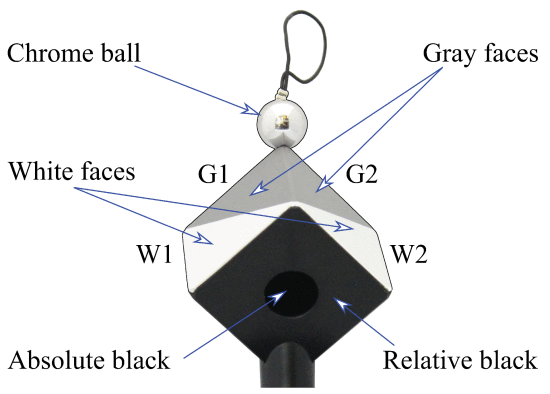 Chrome ball
Gray faces
G1
G2
White faces
W1
W2
Absolute black
Relative black